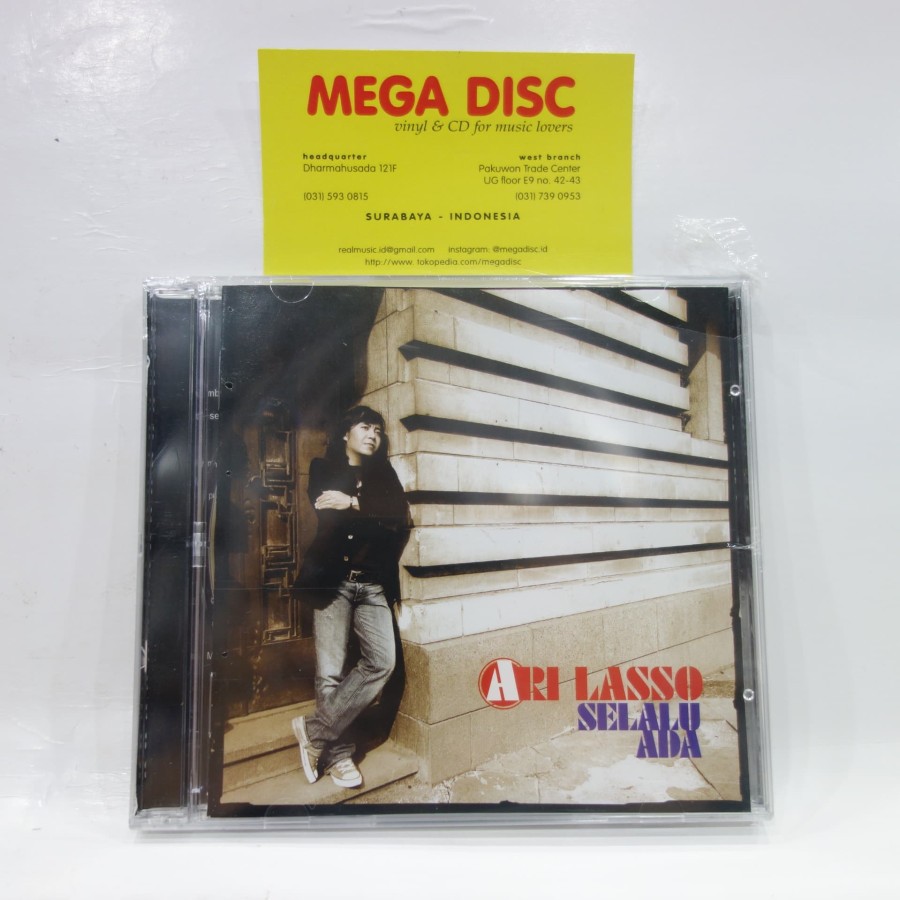 MEGA DISC
vinyl & CD for music lovers
headquarter
Dharmahusada 121F
(031) 593 0815
west branch
Pakuwon Trade Center
UG floor E9 no. 42-43
(031) 739 0953
SURABAYA - INDONESIA
realmusic.id@gmail.com instagram: @megadisc.id
http://www. tokopedia.com/megadisc
ARI LASSO
SELALU
ADA